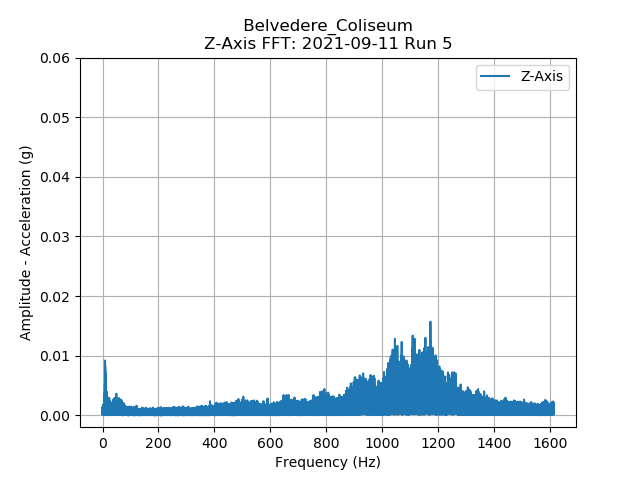 Belvedere_Coliseum
Z-Axis FFT: 2021-09-11 Run 5
Z-Axis
Amplitude - Acceleration (g)
0.06
0.05
0.04
0.03
0.02
0.01
0.00
0 200 400 600 800 1000 1200 1400 1600
Frequency (Hz)